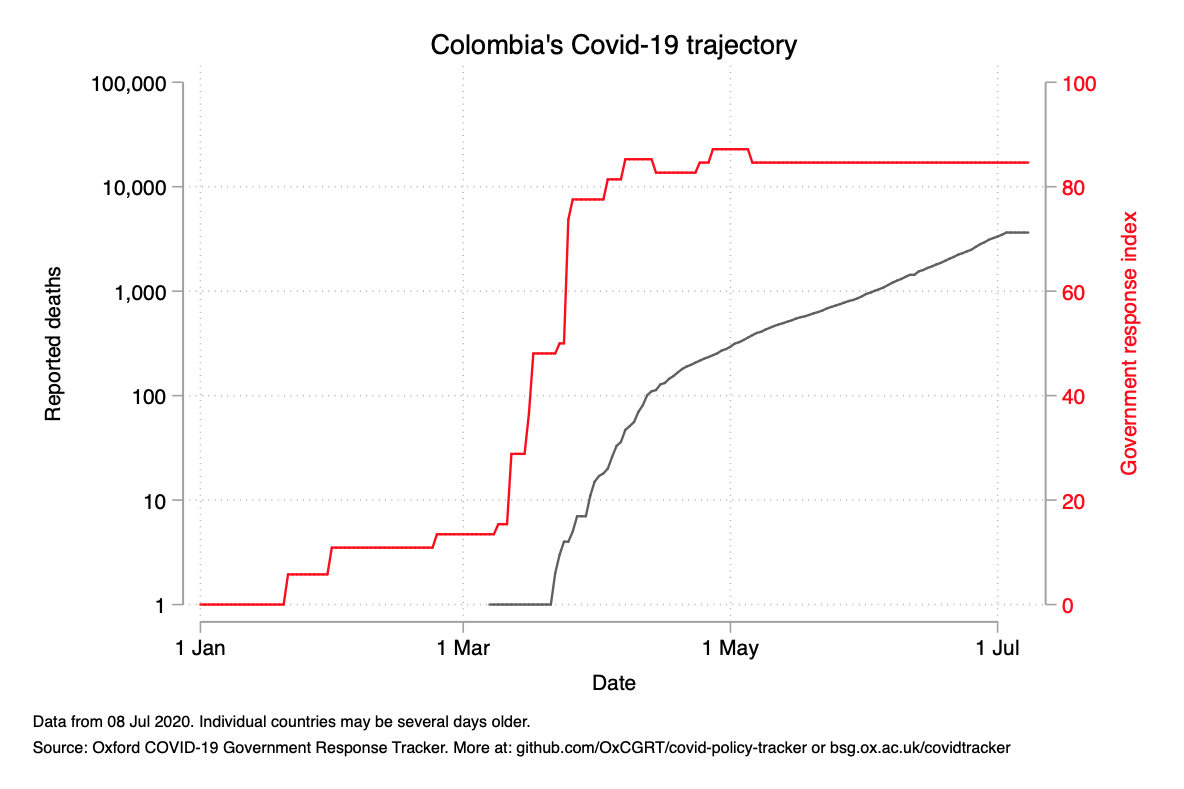 Colombia's Covid-19 trajectory
100,000
10,000
1,000
100
10
1
Reported deaths
100
80
60
40
20
0
Government response index
1 Jan
1 Mar
1 May
1 Jul
Date
Data from 08 Jul 2020. Individual countries may be several days older.
Source: Oxford COVID-19 Government Response Tracker. More at: github.com/OxCGRT/covid-policy-tracker or bsg.ox.ac.uk/covidtracker